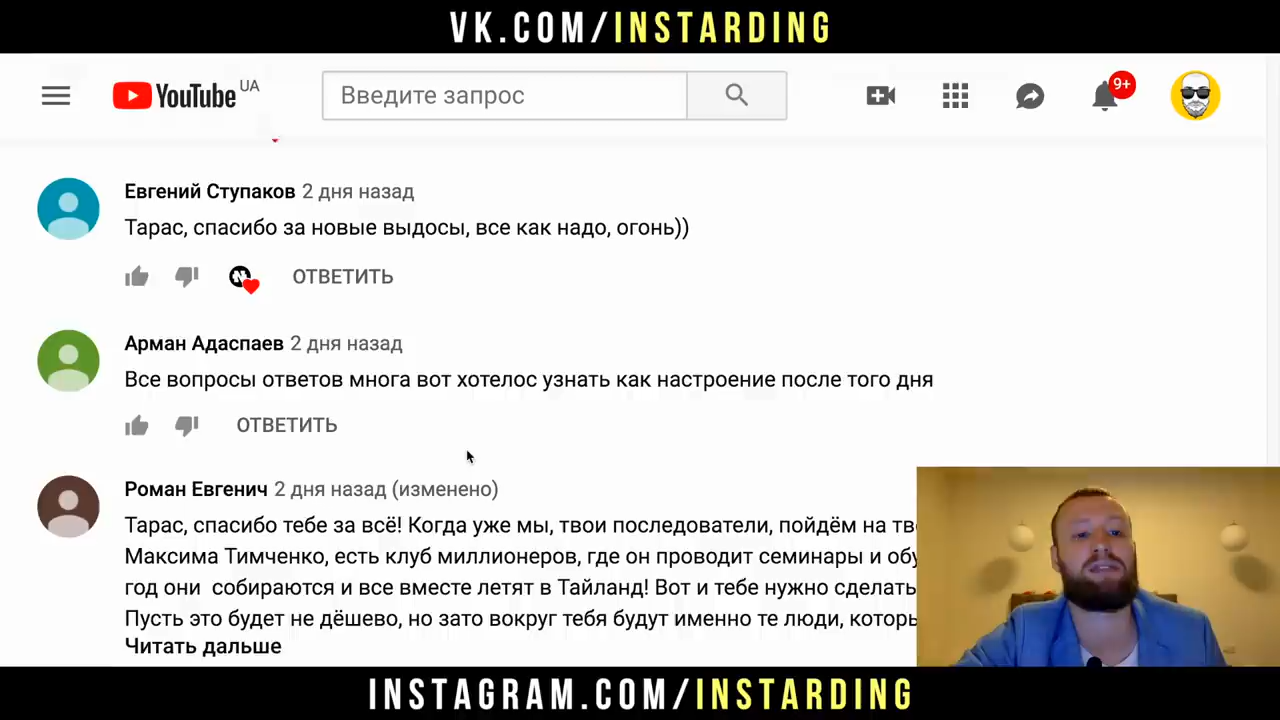 VK.COM/INSTARDING
YouTube UA
Введите запрос
9+
Евгений Ступаков 2 дня назад
Тарас, спасибо за новые выдосы, все как надо, огонь))
ОТВЕТИТЬ
Арман Адаспаев 2 дня назад
Все вопросы ответов многа вот хотелос узнать как настроение после того дня
ОТВЕТИТЬ
Роман Евгенич 2 дня назад (изменено)
Тарас, спасибо тебе за всё! Когда уже мы, твои последователи, пойдём на
Максима Тимченко, есть клуб миллионеров, где он проводит семинары и
год они собираются и все вместе летят в Тайланд! Вот и тебе нужно сделать
Пусть это будет не дёшево, но зато вокруг тебя будут именно те люди,
Читать дальше
INSTAGRAM.COM/INSTARDING